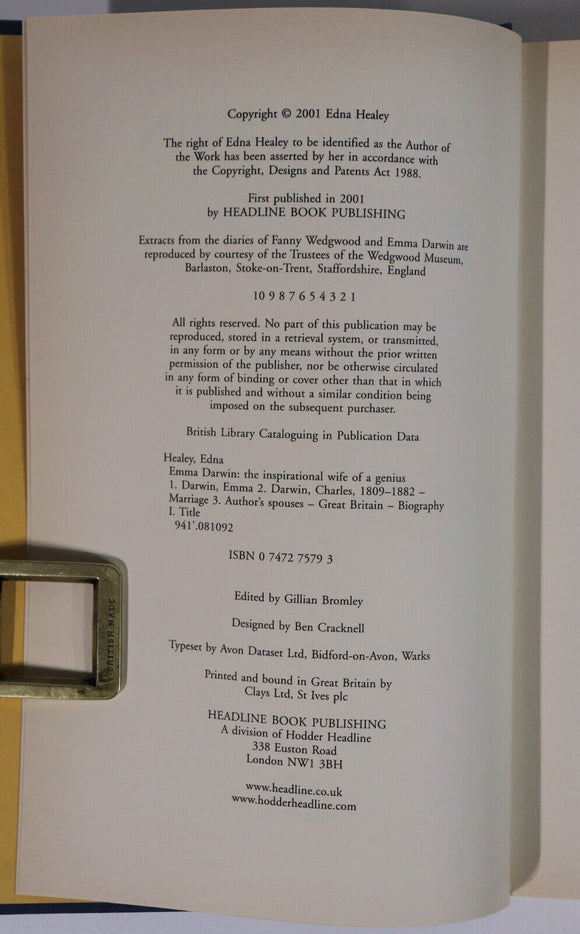 Copyright © 2001 Edna Healey
The right of Edna Healey to be identified as the Author of
the Work has been asserted by her in accordance with
the Copyright, Designs and Patents Act 1988.
First published in 2001
by HEADLINE BOOK PUBLISHING
Extracts from the diaries of Fanny Wedgwood and Emma Darwin are
reproduced by courtesy of the Trustees of the Wedgwood Museum,
Barlaston, Stoke-on-Trent, Staffordshire, England
10 9 8 7 6 5 4 3 2 1
All rights reserved. No part of this publication may be
reproduced, stored in a retrieval system, or transmitted,
in any form or by any means without the prior written
permission of the publisher, nor be otherwise circulated
in any form of binding or cover other than that in which
it is published and without a similar condition being
imposed on the subsequent purchaser.
British Library Cataloguing in Publication Data
Healey, Edna
Emma Darwin: the inspirational wife of a genius
1. Darwin, Emma 2. Darwin, Charles, 1809–1882 –
Marriage 3. Author's spouses – Great Britain – Biography
I. Title
941'.081092
ISBN 0 7472 7579 3
Edited by Gillian Bromley
Designed by Ben Cracknell
Typeset by Avon Dataset Ltd, Bidford-on-Avon, Warks
Printed and bound in Great Britain by
Clays Ltd, St Ives plc
HEADLINE BOOK PUBLISHING
A division of Hodder Headline
338 Euston Road
London NW1 3BH
www.headline.co.uk
www.hodderheadline.com
BRITISH MADE